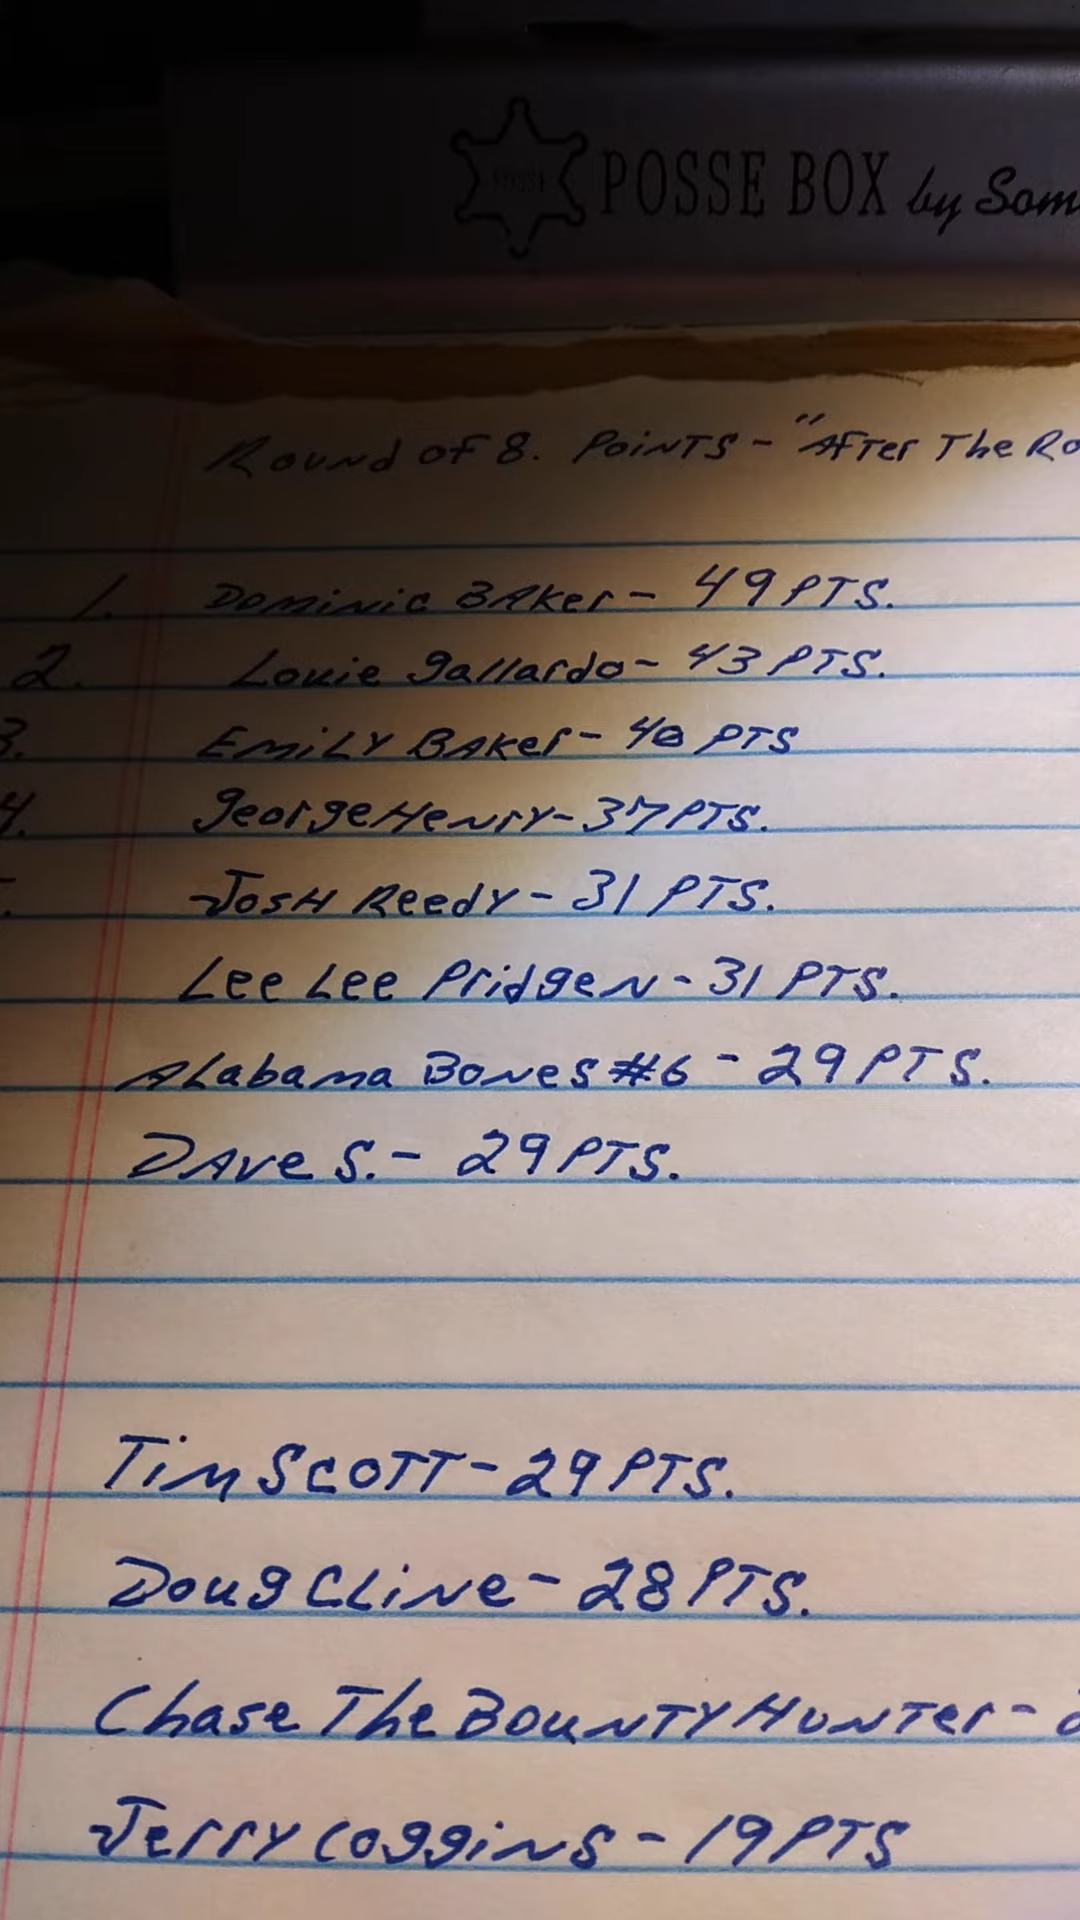 POSSE
POSSE BOX by
Round of 8. Points - "After The
1. Dominic Baker - 49 PTS.
2. Louie gallardo - 43 PTS.
3. Emily Baker - 40 PTS
4. george Henry - 37 PTS.
Josh Reedy - 31 PTS.
Lee Lee Pridgen - 31 PTS.
Alabama Bones #6 - 29 PTS.
Dave S. - 29 PTS.
Tim Scott - 29 PTS.
Doug Cline - 28 PTS.
Chase The Bounty Hunter -
Jerry Coggins - 19 PTS